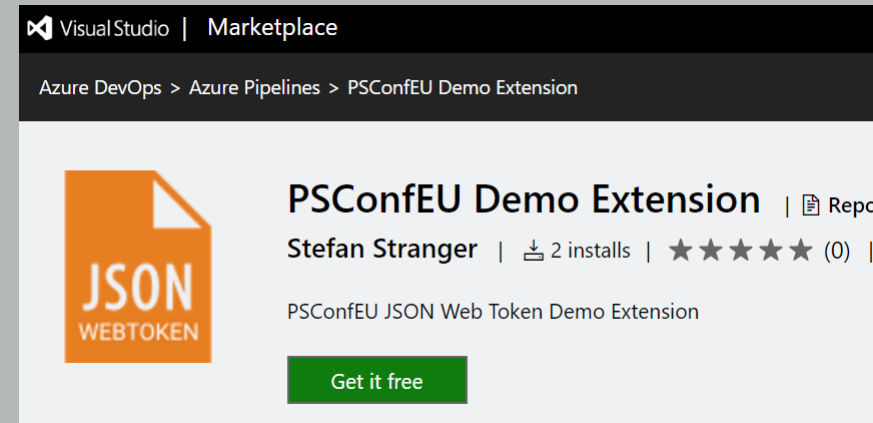 Visual Studio | Marketplace
Azure DevOps > Azure Pipelines > PSConfEU Demo Extension
JSON
WEBTOKEN
PSConfEU Demo Extension |
Stefan Stranger | 2 installs | ★★★★★ (0) |
PSConfEU JSON Web Token Demo Extension
Get it free